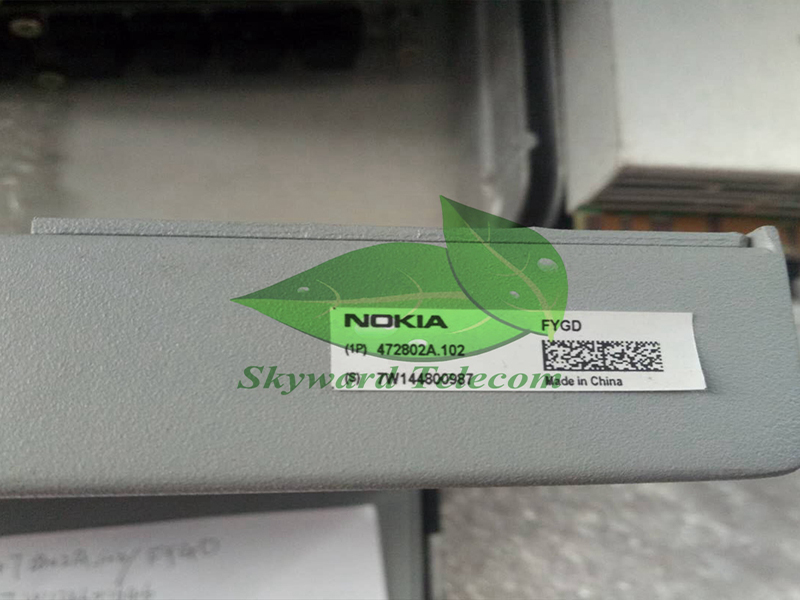 NOKIA FYGD
(1P) 472802A.102
(S) 7W144800987 Made in China
Skyward Telecom